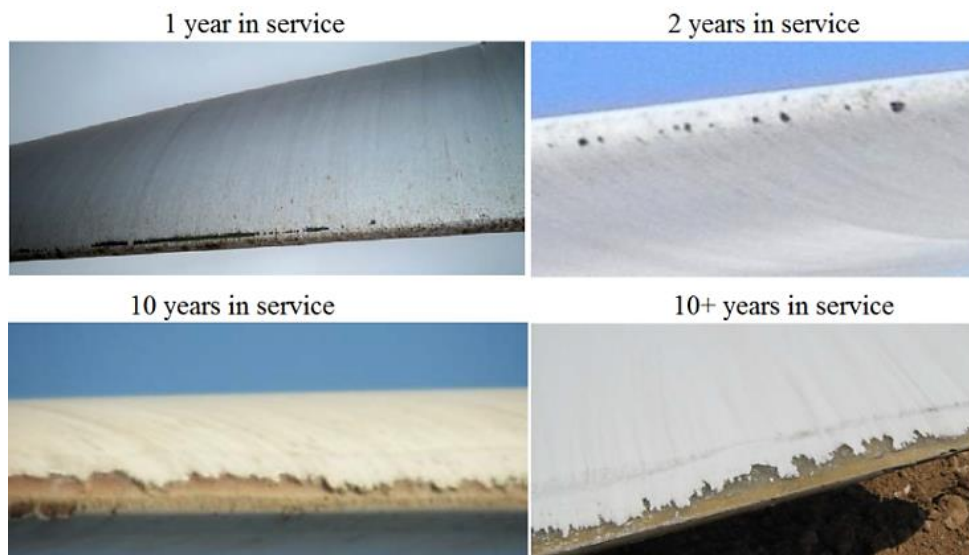 1 year in service
2 years in service
10 years in service
10+ years in service